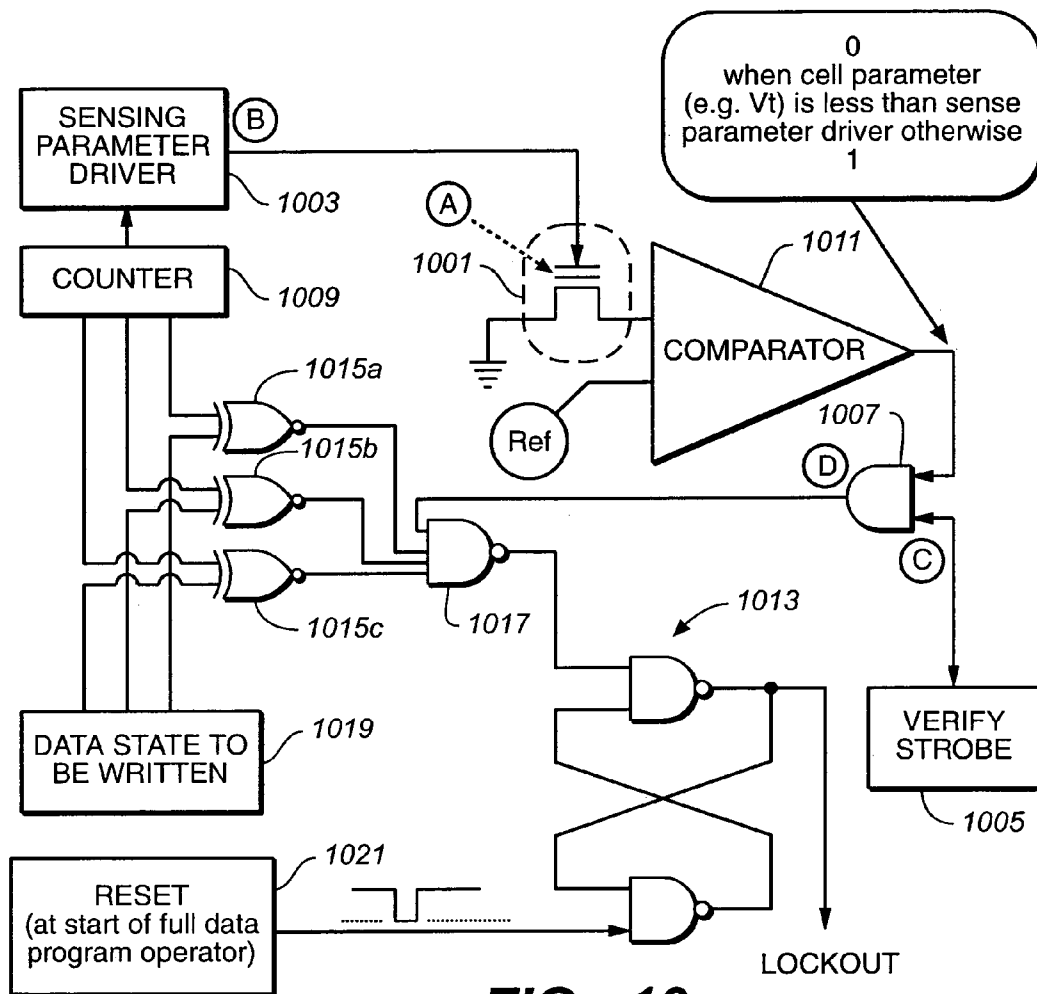 0
when cell parameter
(e.g. Vt) is less than sense
parameter driver otherwise
1
SENSING
PARAMETER
DRIVER
B
1003
A
1001
1011
COUNTER
1009
COMPARATOR
Ref
1015a
1015b
1015c
1007
D
C
1017
1013
DATA STATE TO
BE WRITTEN
1019
VERIFY
STROBE
1005
1021
RESET
(at start of full data
program operator)
LOCKOUT